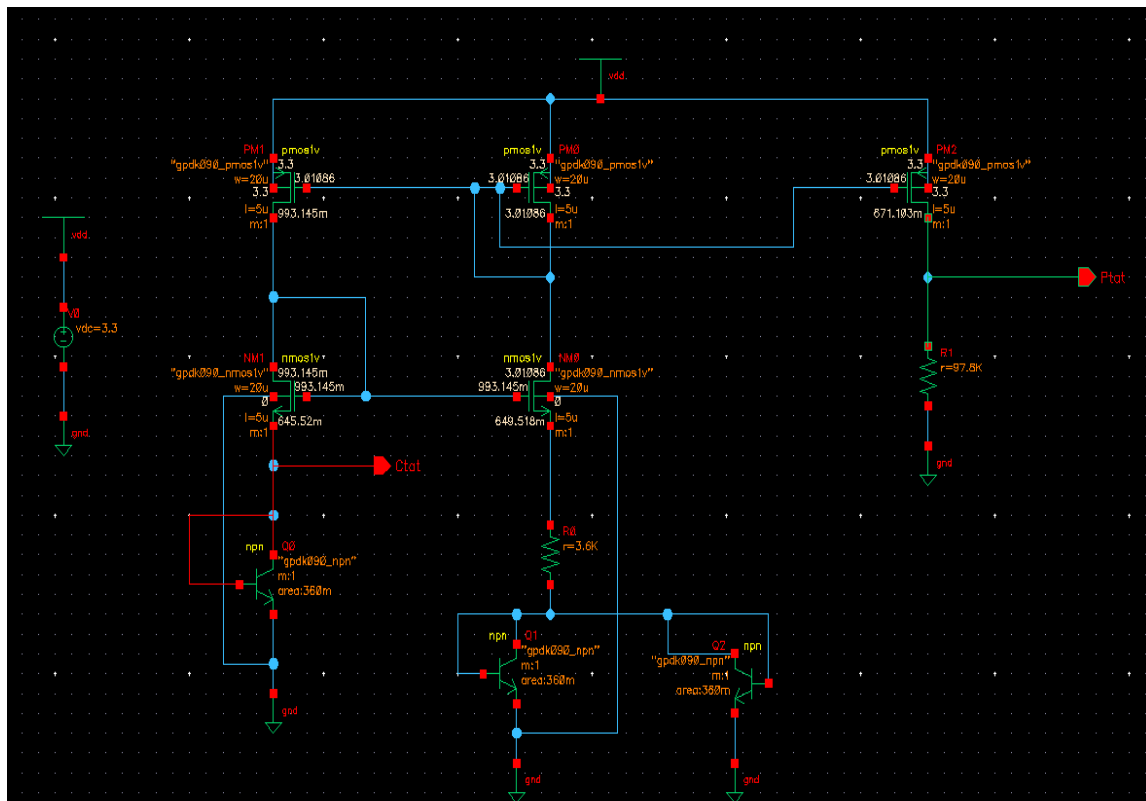 vdd
PM1
pmos1v
"gpdk090_pmos1v"
3.3
w=20u
3.01086
3.3
l=5u
993.145m
m:1
pmos1v
PM0
3.3
"gpdk090_pmos1v"
w=20u
3.01086
3.3
l=5u
3.01086
m:1
pmos1v
PM2
3.3
"gpdk090_pmos1v"
w=20u
3.01086
3.3
l=5u
671.103m
m:1
vdd
V0
vdc=3.3
gnd
Ptat
R1
r=97.8K
gnd
NM1
nmos1v
993.145m
"gpdk090_nmos1v"
w=20u
993.145m
0
l=5u
645.52m
m:1
nmos1v
NM0
3.01086
"gpdk090_nmos1v"
993.145m
w=20u
0
l=5u
649.518m
m:1
Ctat
R0
r=3.6K
npn
Q0
"gpdk090_npn"
m:1
area:360m
gnd
npn
Q1
"gpdk090_npn"
m:1
area:360m
gnd
Q2
npn
"gpdk090_npn"
m:1
area:360m
gnd